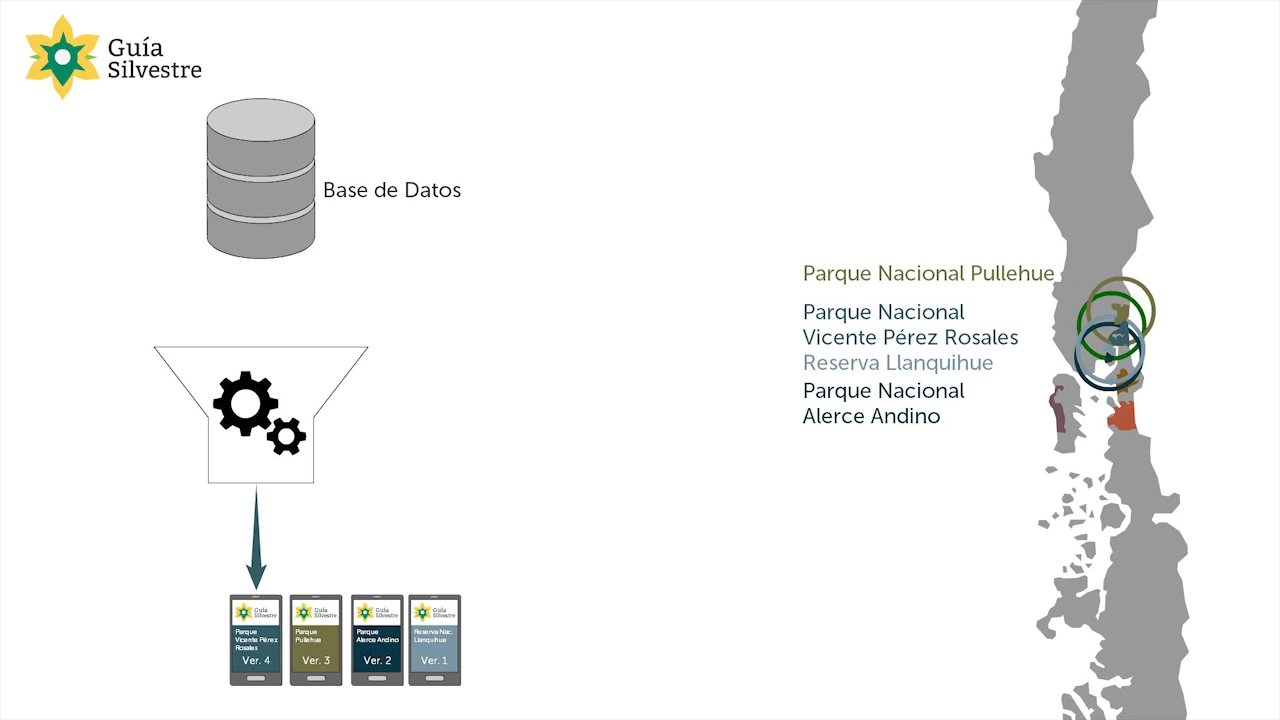 Guía
Silvestre
Base de Datos
Parque Nacional Pullehue
Parque Nacional
Vicente Pérez Rosales
Reserva Llanquihue
Parque Nacional
Alerce Andino
Guía
Silvestre
Parque
Vicente Pérez
Rosales
Ver. 4
Guía
Silvestre
Parque
Pullehue
Ver. 3
Guía
Silvestre
Parque
Alerce Andino
Ver. 2
Guía
Silvestre
Reserva Nac.
Llanquihue
Ver. 1